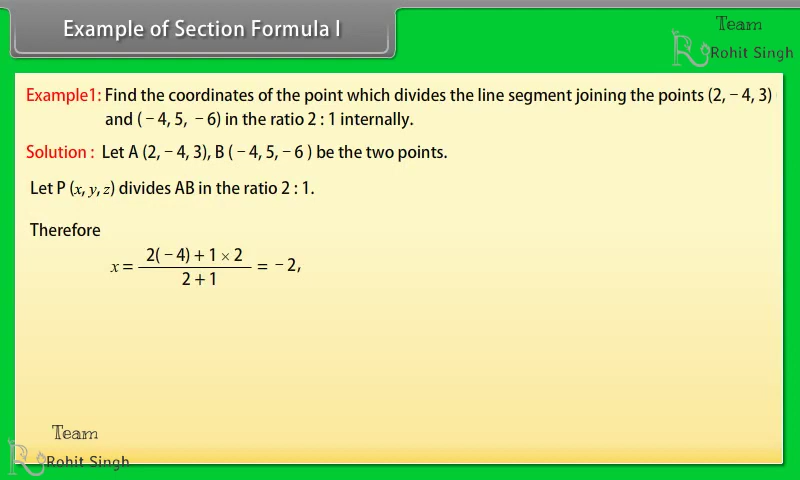 Example of Section Formula I
Team
Rohit Singh
Example1: Find the coordinates of the point which divides the line segment joining the points (2, − 4, 3)
and ( − 4, 5, − 6) in the ratio 2 : 1 internally.
Solution : Let A (2, − 4, 3), B ( − 4, 5, − 6 ) be the two points.
Let P (x, y, z) divides AB in the ratio 2 : 1.
Therefore
x = 2( − 4) + 1 × 2 / 2 + 1 = − 2,
Team
Rohit Singh